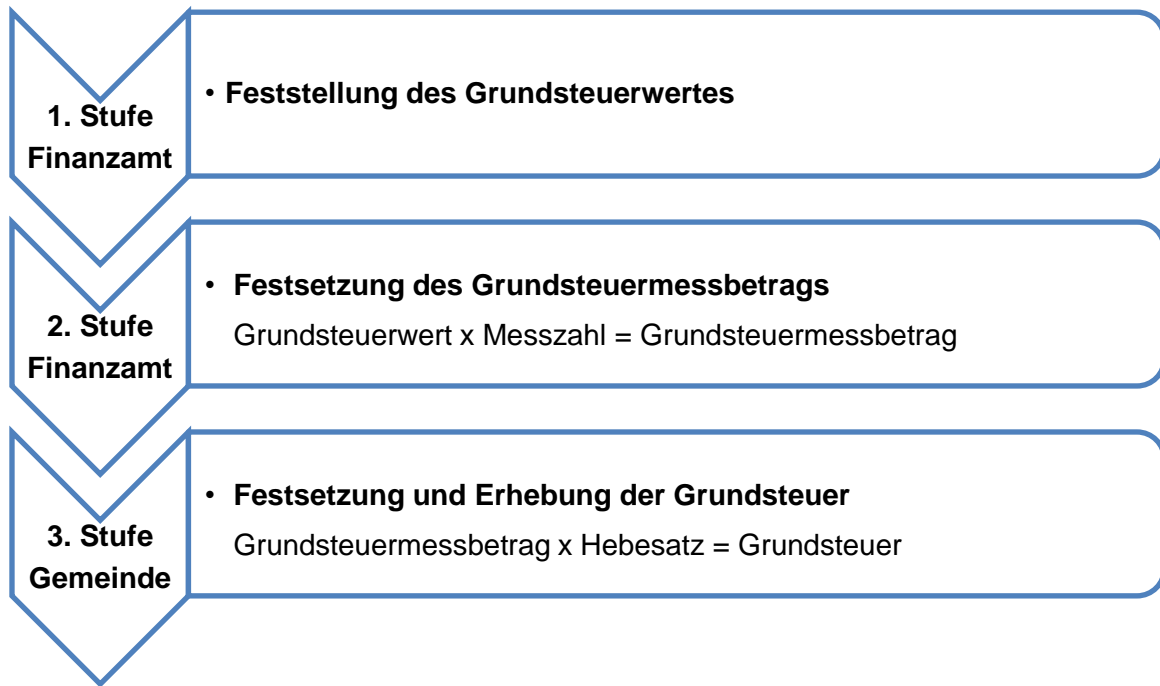 1. Stufe
Finanzamt
• Feststellung des Grundsteuerwertes
2. Stufe
Finanzamt
• Festsetzung des Grundsteuermessbetrags
Grundsteuerwert x Messzahl = Grundsteuermessbetrag
3. Stufe
Gemeinde
• Festsetzung und Erhebung der Grundsteuer
Grundsteuermessbetrag x Hebesatz = Grundsteuer